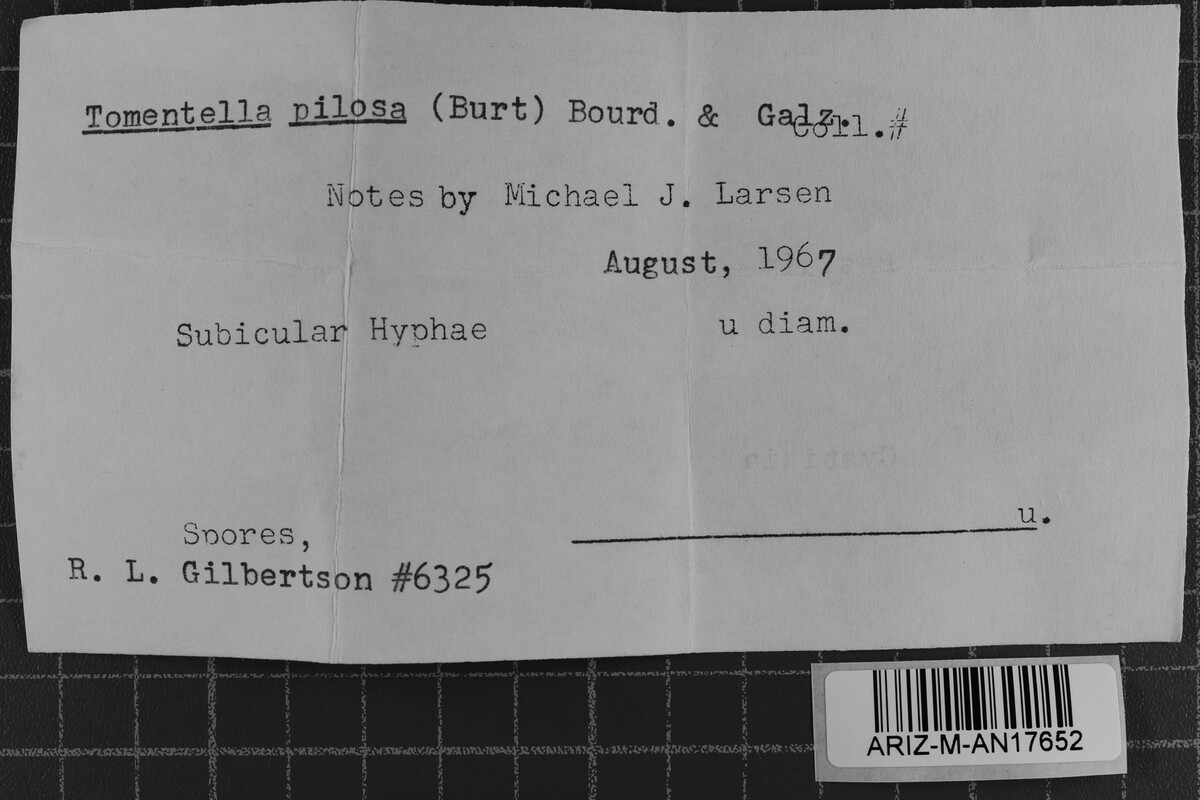 Tomentella pilosa (Burt) Bourd. & Galz. Coll.#
Notes by Michael J. Larsen
August, 1967
Subicular Hyphae u diam.
Spores, u.
R. L. Gilbertson #6325
ARIZ-M-AN17652